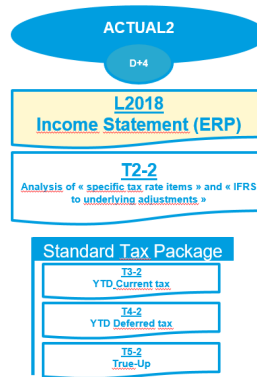 ACTUAL2
D+4
L2018
Income Statement (ERP)
T2-2
Analysis of « specific tax rate items » and « IFRS
to underlying adjustments »
Standard Tax Package
T3-2
YTD Current tax
T4-2
YTD Deferred tax
T5-2
True-Up